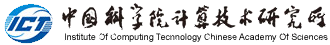 ICT
中国科学院计算技术研究所
Institute Of Computing Technology Chinese Academy Of Sciences